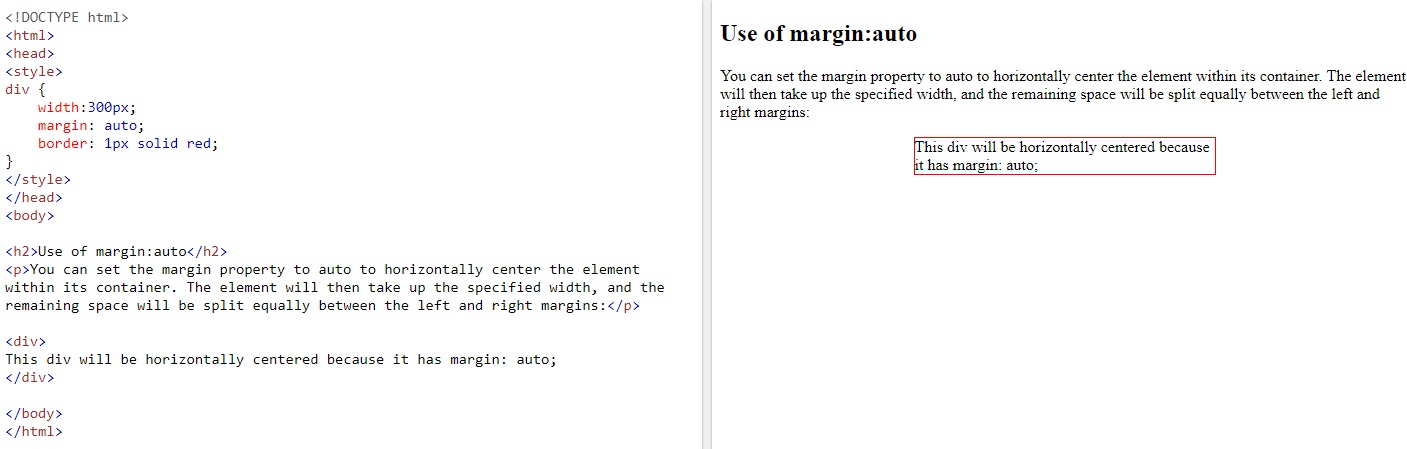 <!DOCTYPE html>
<html>
<head>
<style>
div {
    width:300px;
    margin: auto;
    border: 1px solid red;
}
</style>
</head>
<body>

<h2>Use of margin:auto</h2>
<p>You can set the margin property to auto to horizontally center the element
within its container. The element will then take up the specified width, and the
remaining space will be split equally between the left and right margins:</p>

<div>
This div will be horizontally centered because it has margin: auto;
</div>

</body>
</html>
Use of margin:auto
You can set the margin property to auto to horizontally center the element within its container. The element
will then take up the specified width, and the remaining space will be split equally between the left and
right margins:
This div will be horizontally centered because
it has margin: auto;